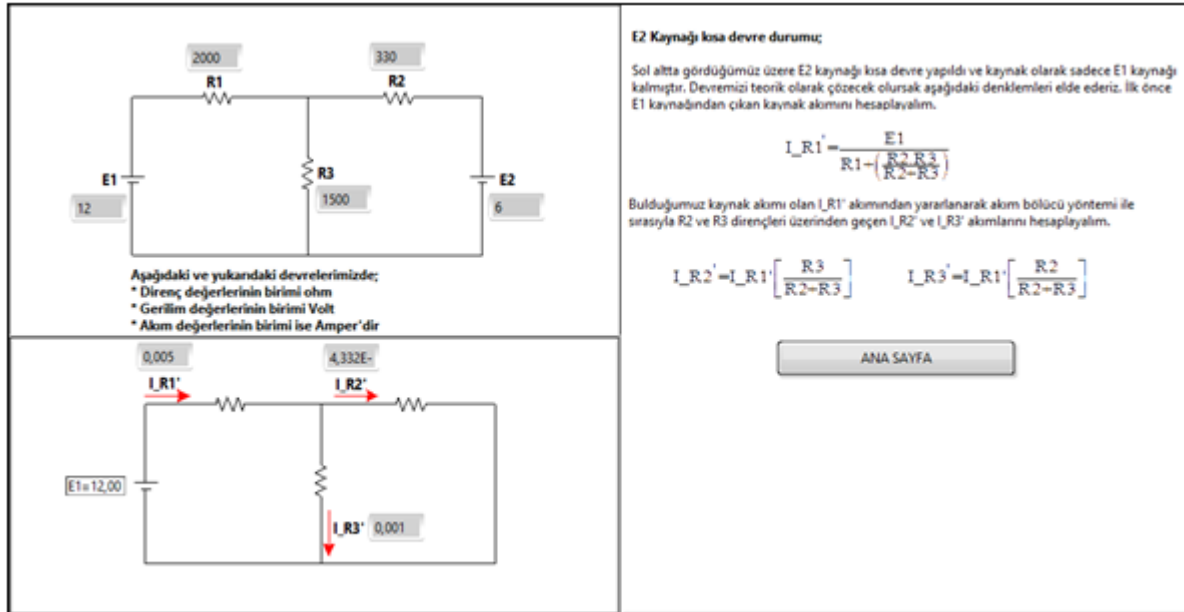 2000
330
R1
R2
E1
R3
E2
12
1500
6
Aşağıdaki ve yukarıdaki devrelerimizde;
* Direnç değerlerinin birimi ohm
* Gerilim değerlerinin birimi Volt
* Akım değerlerinin birimi ise Amper'dir
0,005
4,332E-
I_R1'
I_R2'
E1=12,00
I_R3'
0,001
E2 Kaynağı kısa devre durumu;
Sol altta gördüğümüz üzere E2 kaynağı kısa devre yapıldı ve kaynak olarak sadece E1 kaynağı
kalmıştır. Devremizi teorik olarak çözecek olursak aşağıdaki denklemleri elde ederiz. İlk önce
E1 kaynağından çıkan kaynak akımını hesaplayalım.
I_R1'=E1/(R1+(R2.R3/(R2+R3)))
Bulduğumuz kaynak akımı olan I_R1' akımından yararlanarak akım bölücü yöntemi ile
sırasıyla R2 ve R3 dirençleri üzerinden geçen I_R2' ve I_R3' akımlarını hesaplayalım.
I_R2'=I_R1'[R3/(R2+R3)] I_R3'=I_R1'[R2/(R2+R3)]
ANA SAYFA